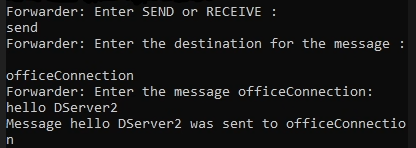 Forwarder: Enter SEND or RECEIVE :
send
Forwarder: Enter the destination for the message :
officeConnection
Forwarder: Enter the message officeConnection:
hello DServer2
Message hello DServer2 was sent to officeConnectio
n